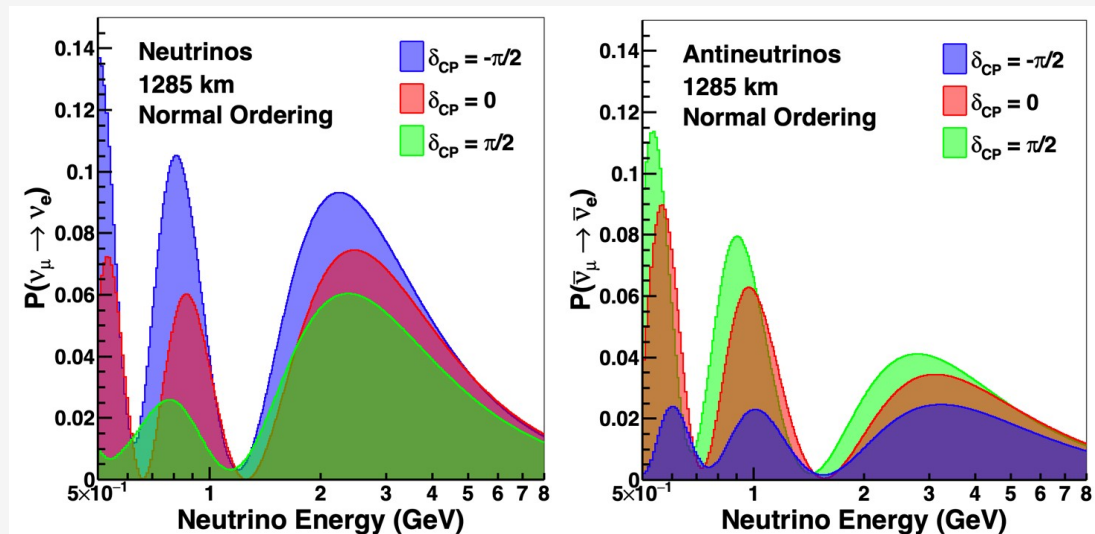 Neutrinos
1285 km
Normal Ordering
δCP = -π/2
δCP = 0
δCP = π/2
P(νμ → νe)
0.14
0.12
0.1
0.08
0.06
0.04
0.02
0
5×10⁻¹ 1 2 3 4 5 6 7 8
Neutrino Energy (GeV)
Antineutrinos
1285 km
Normal Ordering
δCP = -π/2
δCP = 0
δCP = π/2
P(ν̄μ → ν̄e)
0.14
0.12
0.1
0.08
0.06
0.04
0.02
0
5×10⁻¹ 1 2 3 4 5 6 7 8
Neutrino Energy (GeV)